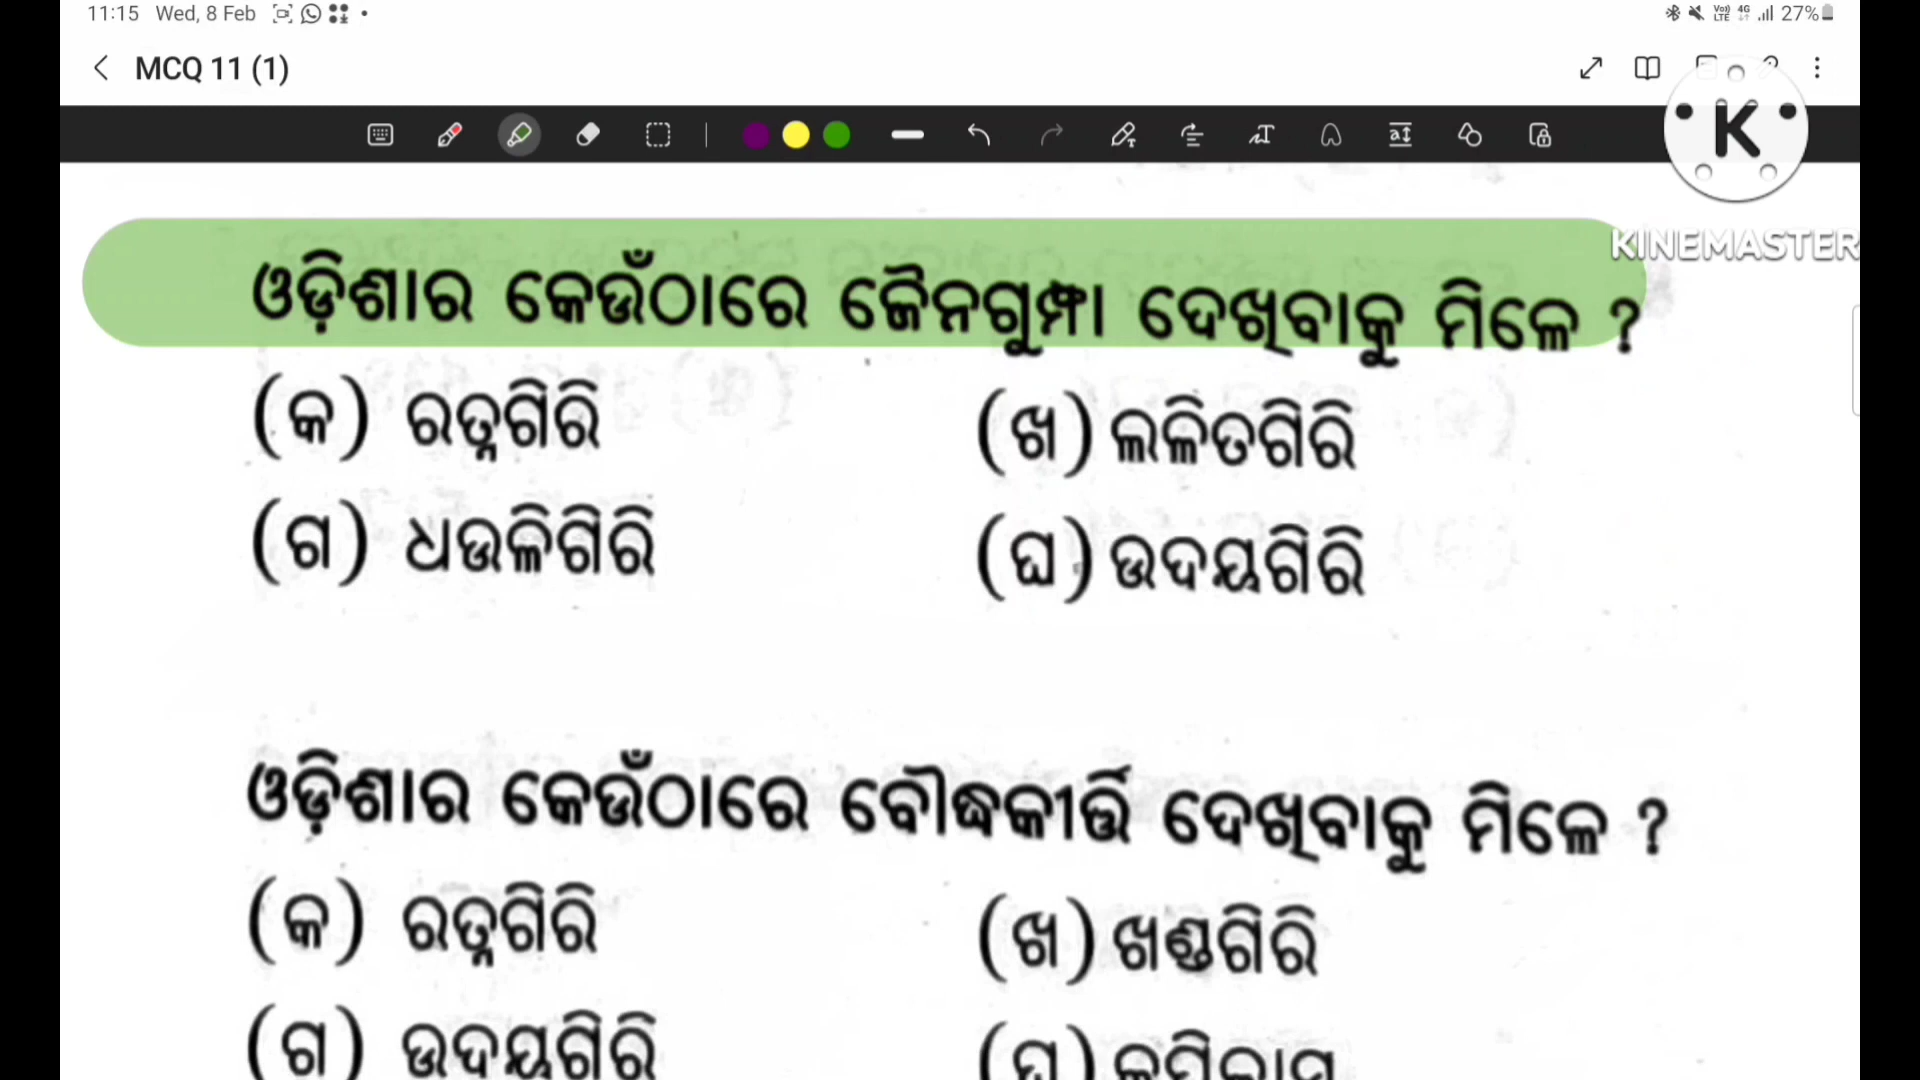 11:15 Wed, 8 Feb 27%
MCQ 11 (1)
K
KINEMASTER
ଓଡ଼ିଶାର କେଉଁଠାରେ ଜୈନଗୁମ୍ଫା ଦେଖିବାକୁ ମିଳେ ?
(କ) ରତ୍ନଗିରି (ଖ) ଲଳିତଗିରି
(ଗ) ଧଉଳିଗିରି (ଘ) ଉଦୟଗିରି
ଓଡ଼ିଶାର କେଉଁଠାରେ ବୌଦ୍ଧକୀର୍ତ୍ତି ଦେଖିବାକୁ ମିଳେ ?
(କ) ରତ୍ନଗିରି (ଖ) ଖଣ୍ଡଗିରି
(ଗ) ଉଦୟଗିରି (ଘ)